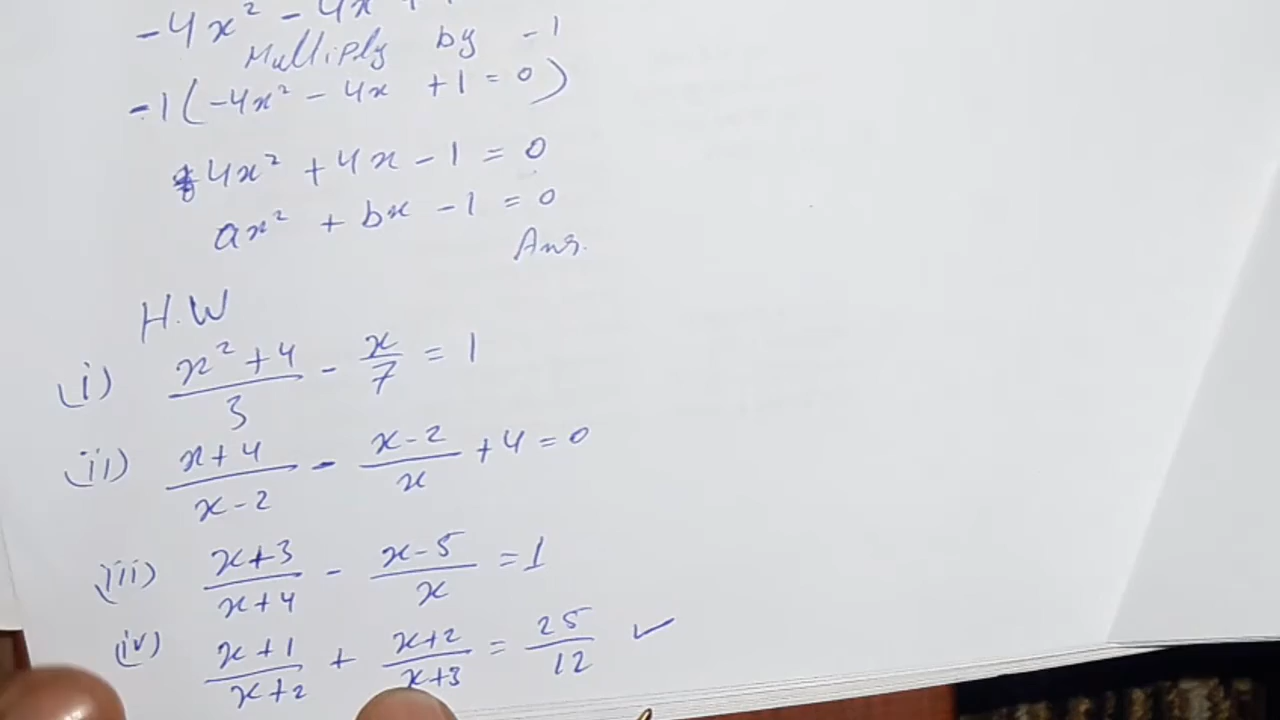 -4x² - 4x +
Multiply by -1
-1(-4x² - 4x +1 = 0)
4x² + 4x - 1 = 0
ax² + bx - 1 = 0
Ans.
H.W
(i) (x² + 4)/3 - x/7 = 1
(ii) (x+4)/(x-2) - (x-2)/x + 4 = 0
(iii) (x+3)/(x+4) - (x-5)/x = 1
(iv) (x+1)/(x+2) + (x+2)/(x+3) = 25/12 ✓